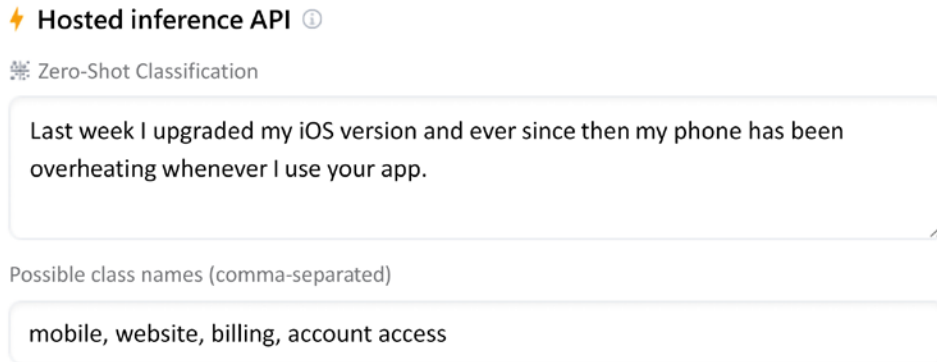 Hosted inference API
Zero-Shot Classification
Last week I upgraded my iOS version and ever since then my phone has been
overheating whenever I use your app.
Possible class names (comma-separated)
mobile, website, billing, account access